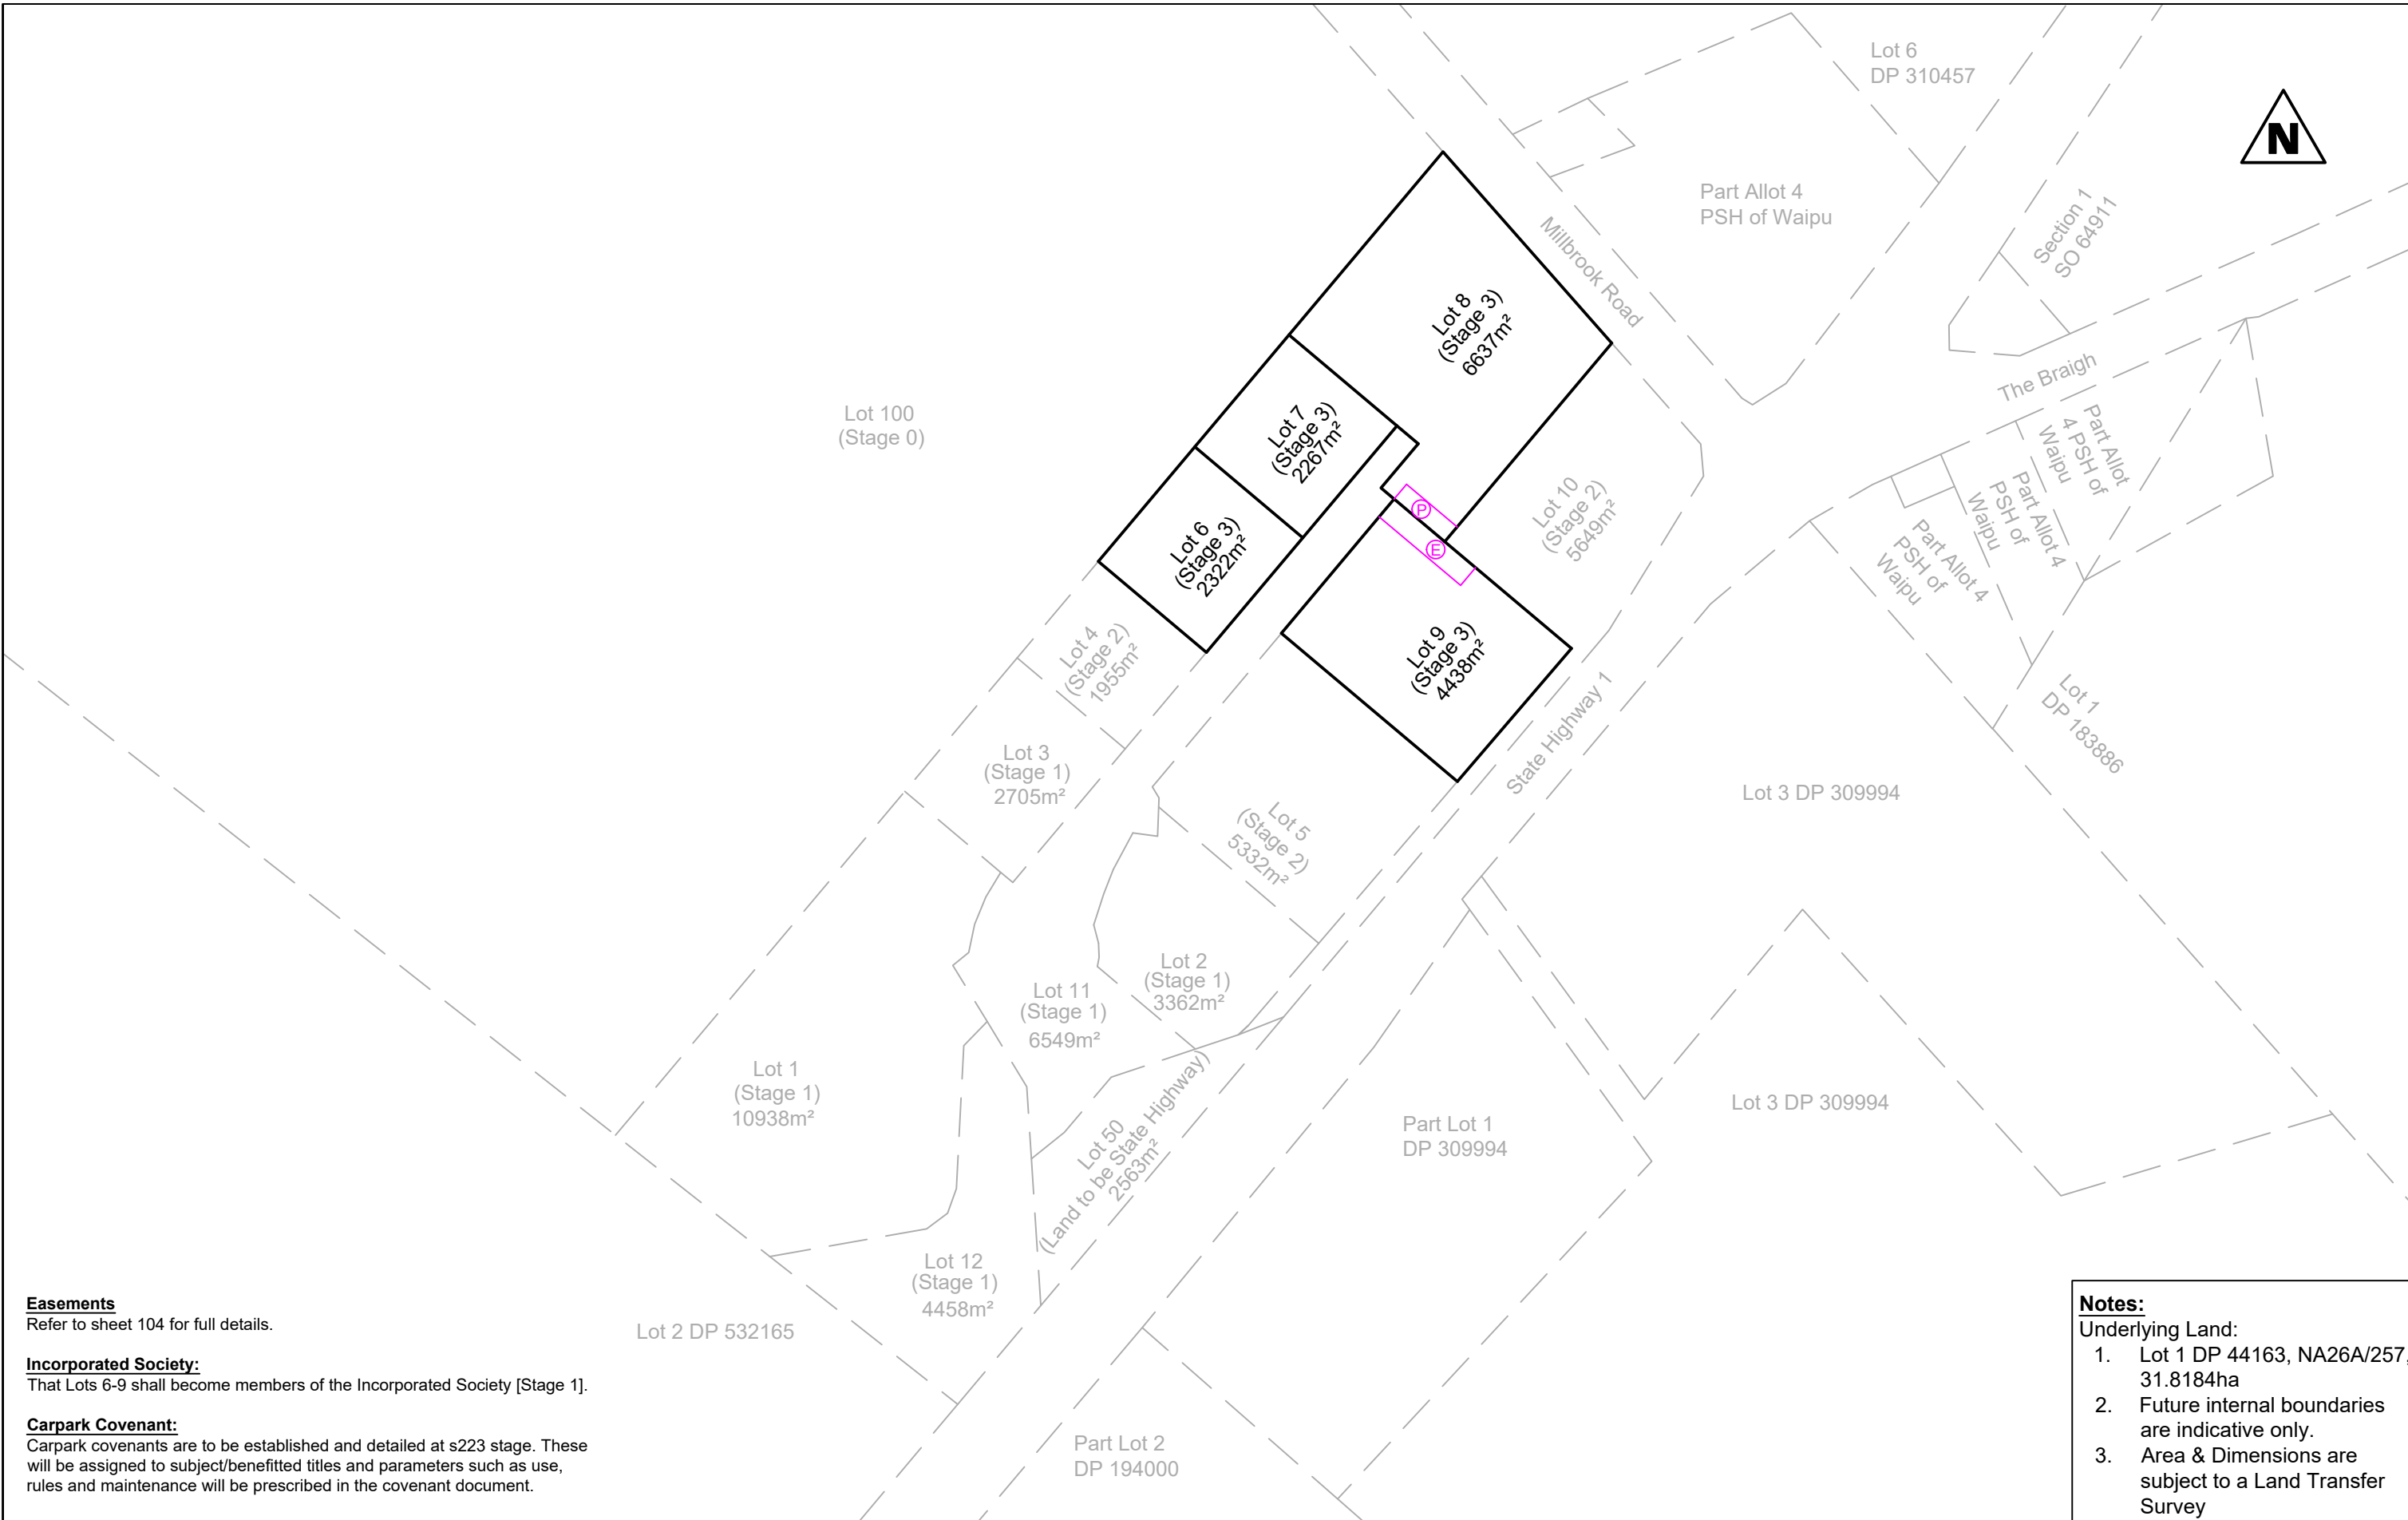 Lot 6
DP 310457
N
Part Allot 4
PSH of Waipu
Section 1
SO 64911
Millbrook Road
Lot 8
(Stage 3)
6637m²
The Braigh
Lot 100
(Stage 0)
Lot 7
(Stage 3)
2267m²
Part Allot
4 PSH of
Waipu
Part Allot 4
PSH of
Waipu
Part Allot 4
PSH of
Waipu
Lot 10
(Stage 2)
5649m²
P
E
Lot 6
(Stage 3)
2322m²
Lot 9
(Stage 3)
4438m²
Lot 4
(Stage 2)
1955m²
State Highway 1
Lot 1
DP 183886
Lot 3
(Stage 1)
2705m²
Lot 3 DP 309994
Lot 5
(Stage 2)
5332m²
Lot 2
(Stage 1)
3362m²
Lot 11
(Stage 1)
6549m²
Lot 1
(Stage 1)
10938m²
Lot 50
(Land to be State Highway)
2563m²
Part Lot 1
DP 309994
Lot 3 DP 309994
Lot 12
(Stage 1)
4458m²
Lot 2 DP 532165
Part Lot 2
DP 194000
Easements
Refer to sheet 104 for full details.
Incorporated Society:
That Lots 6-9 shall become members of the Incorporated Society [Stage 1].
Carpark Covenant:
Carpark covenants are to be established and detailed at s223 stage. These
will be assigned to subject/benefitted titles and parameters such as use,
rules and maintenance will be prescribed in the covenant document.
Notes:
Underlying Land:
1. Lot 1 DP 44163, NA26A/257,
31.8184ha
2. Future internal boundaries
are indicative only.
3. Area & Dimensions are
subject to a Land Transfer
Survey